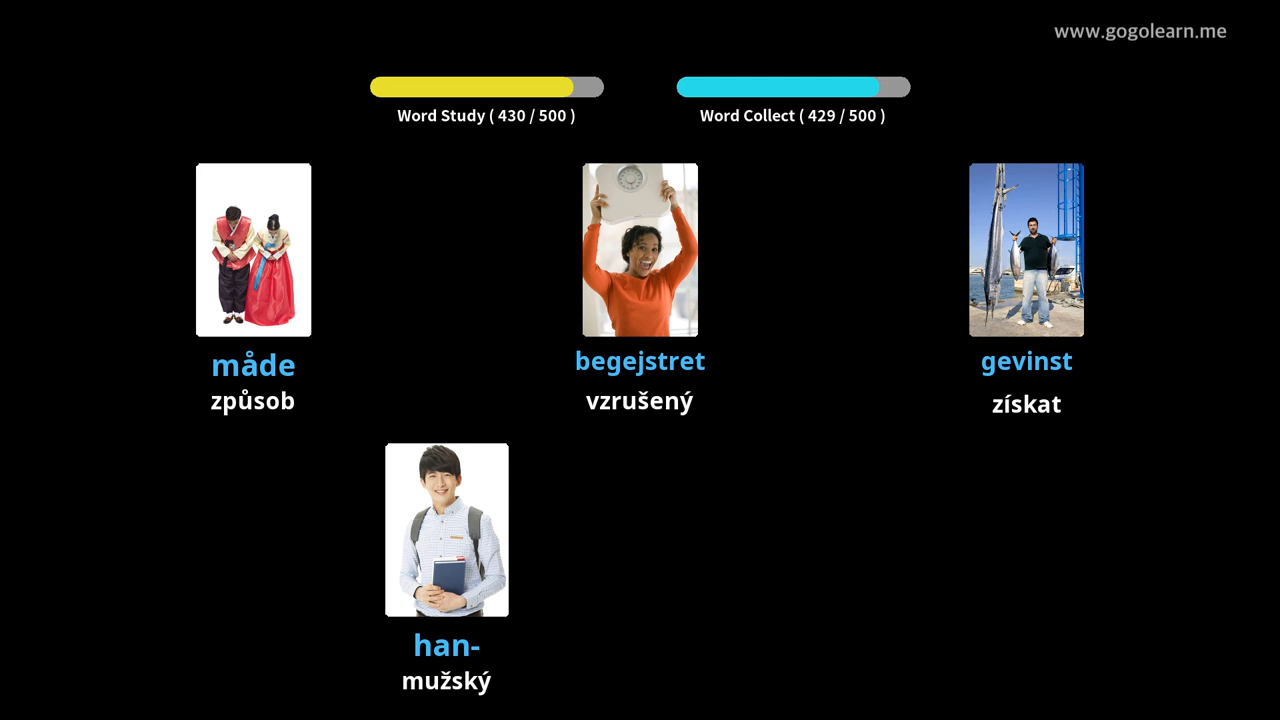 www.gogolearn.me
Word Study ( 430 / 500 )
Word Collect ( 429 / 500 )
måde
způsob
begejstret
vzrušený
gevinst
získat
han-
mužský